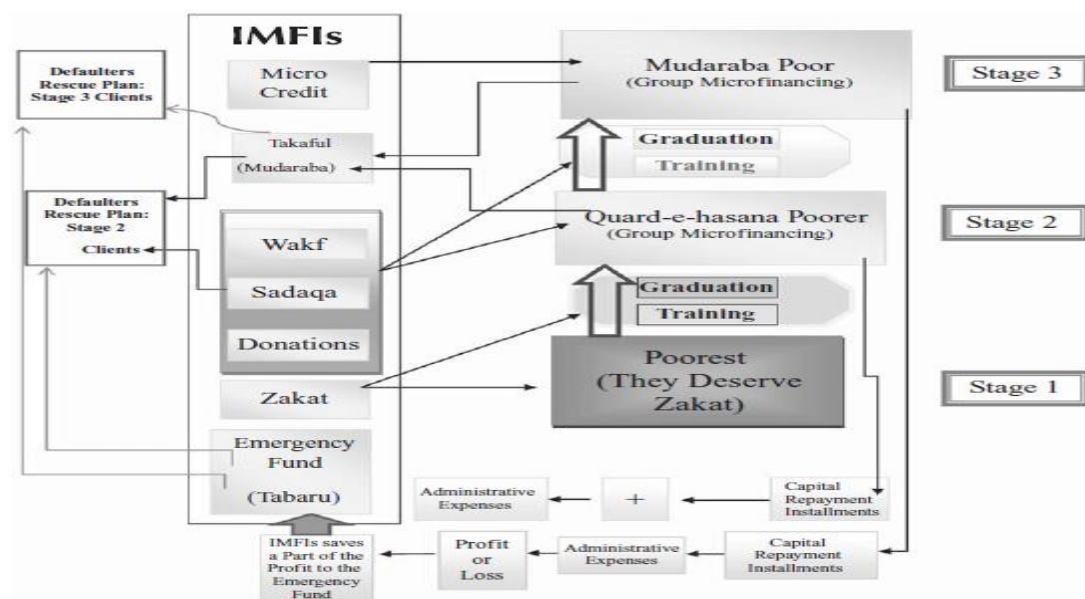 IMFIs
Defaulters
Rescue Plan:
Stage 3 Clients
Micro
Credit
Takaful
(Mudaraba)
Defaulters
Rescue Plan:
Stage 2
Clients
Wakf
Sadaqa
Donations
Zakat
Emergency
Fund
(Tabaru)
IMFIs saves
a Part of the
Profit to the
Emergency
Fund
Mudaraba Poor
(Group Microfinancing)
Stage 3
Graduation
Training
Quard-e-hasana Poorer
(Group Microfinancing)
Stage 2
Graduation
Training
Poorest
(They Deserve
Zakat)
Stage 1
Administrative
Expenses
+
Capital
Repayment
Installments
Profit
or
Loss
Administrative
Expenses
Capital
Repayment
Installments